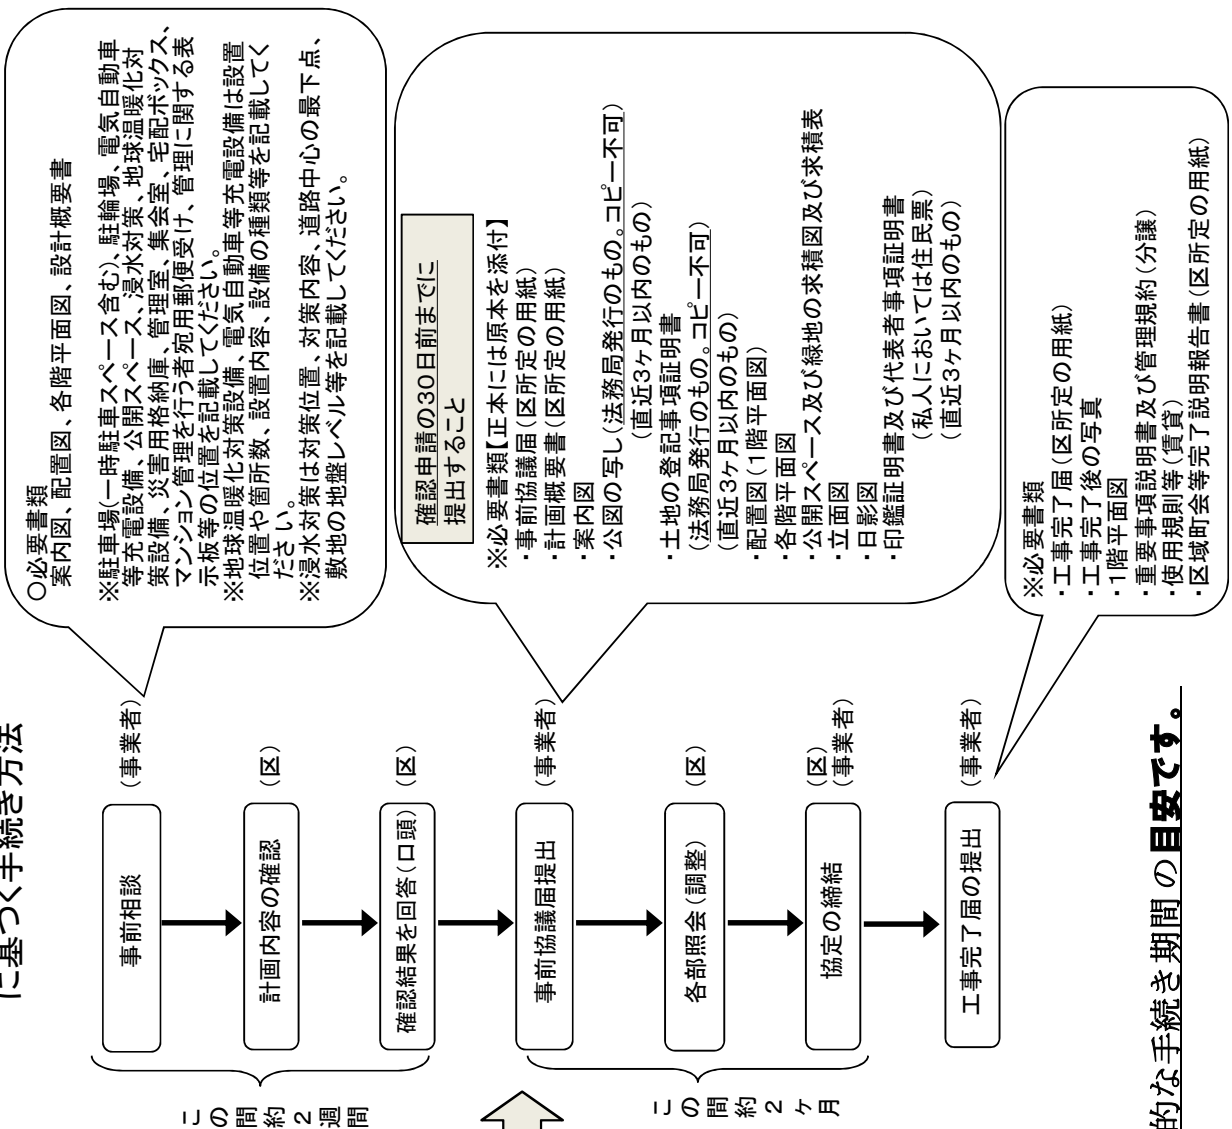 に基づく手続き方法
事前相談
(事業者)
計画内容の確認
(区)
確認結果を回答(口頭)
(区)
事前協議届提出
(事業者)
各部照会(調整)
(区)
協定の締結
(区)
(事業者)
工事完了届の提出
(事業者)
この間約2週間
この間約2ヶ月
○必要書類
案内図、配置図、各階平面図、設計概要書
※駐車場(一時駐車スペース含む)、駐輪場、電気自動車
等充電設備、公開スペース、浸水対策、地球温暖化対
策設備、災害用格納庫、管理室、集会室、宅配ボックス、
マンション管理を行う者宛用郵便受け、管理に関する表
示板等の位置を記載してください。
※地球温暖化対策設備、電気自動車等充電設備は設置
位置や箇所数、設置内容、設備の種類等を記載してく
ださい。
※浸水対策は対策位置、対策内容、道路中心の最下点、
敷地の地盤レベル等を記載してください。
確認申請の30日前までに
提出すること
※必要書類【正本には原本を添付】
・事前協議届(区所定の用紙)
・計画概要書(区所定の用紙)
・案内図
・公図の写し(法務局発行のもの。コピー不可)
(直近3ヶ月以内のもの)
・土地の登記事項証明書
(法務局発行のもの。コピー不可)
(直近3ヶ月以内のもの)
・配置図(1階平面図)
・各階平面図
・公開スペース及び緑地の求積図及び求積表
・立面図
・日影図
・印鑑証明書及び代表者事項証明書
(私人においては住民票)
(直近3ヶ月以内のもの)
※必要書類
・工事完了届(区所定の用紙)
・工事完了後の写真
・1階平面図
・重要事項説明書及び管理規約(分譲)
・使用規則等(賃貸)
・区域町会等完了説明報告書(区所定の用紙)
的な手続き期間の目安です。